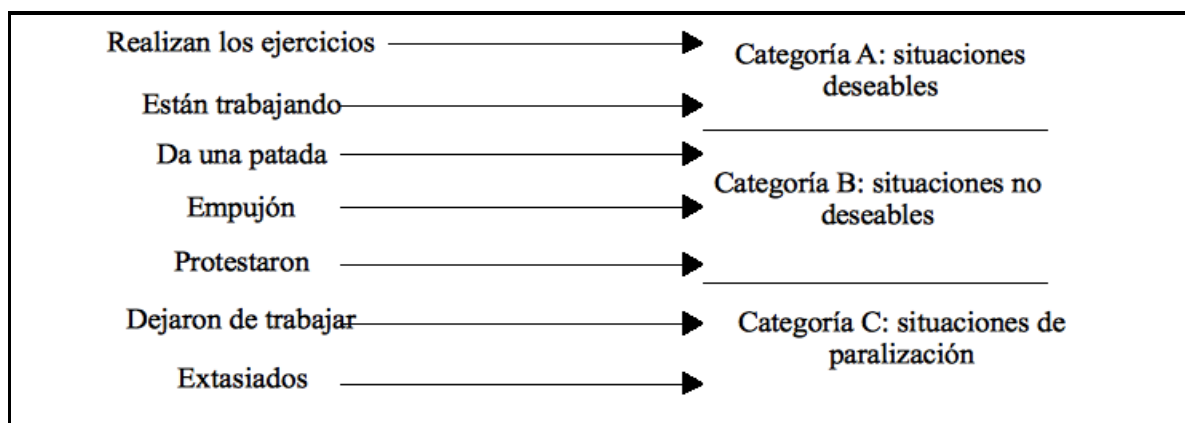 Realizan los ejercicios
Están trabajando
Da una patada
Empujón
Protestaron
Dejaron de trabajar
Extasiados
Categoría A: situaciones
deseables
Categoría B: situaciones no
deseables
Categoría C: situaciones de
paralización